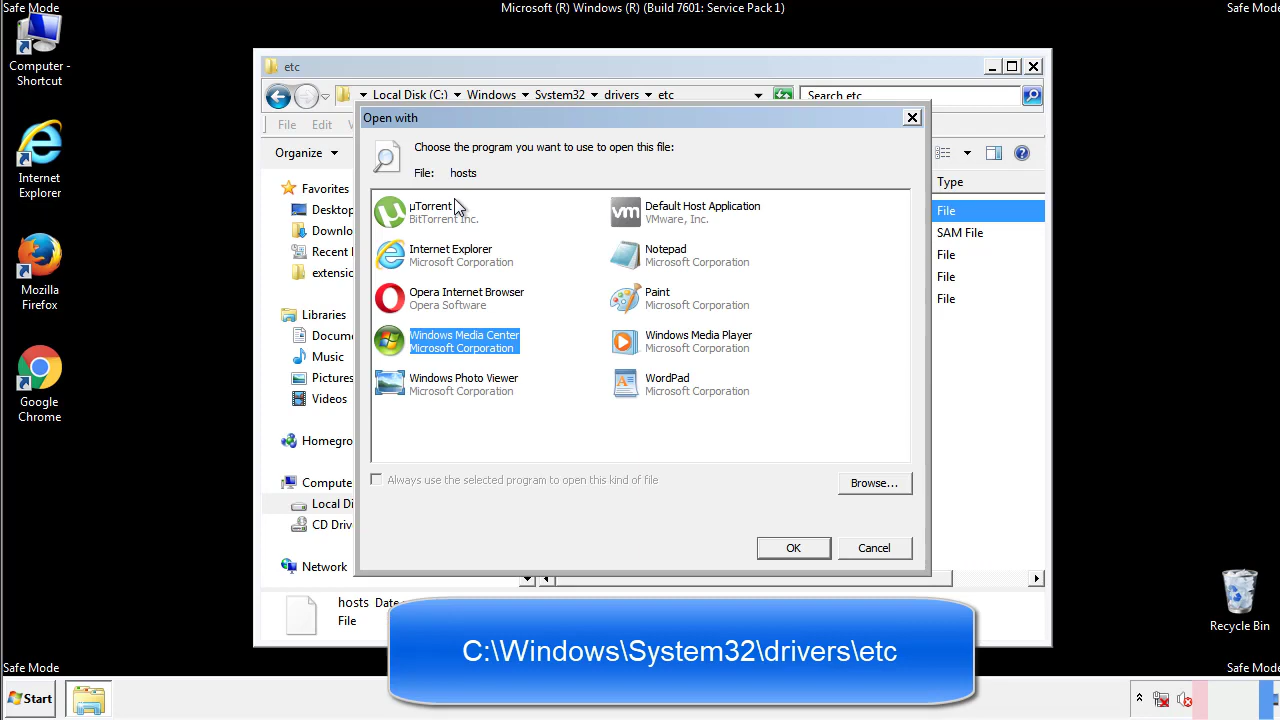 Safe Mode
Microsoft (R) Windows (R) (Build 7601: Service Pack 1)
Safe Mode
Computer -
Shortcut
Internet
Explorer
Mozilla
Firefox
Google
Chrome
etc
Local Disk (C:) Windows System32 drivers etc
Search etc
File Edit
Organize
Favorites
Desktop
Downlo
Recent
extensio
Libraries
Docum
Music
Pictures
Videos
Homegro
Compute
Local Di
CD Driv
Network
Type
File
SAM File
File
File
File
Open with
Choose the program you want to use to open this file:
File: hosts
µTorrent
BitTorrent Inc.
Default Host Application
VMware, Inc.
Internet Explorer
Microsoft Corporation
Notepad
Microsoft Corporation
Opera Internet Browser
Opera Software
Paint
Microsoft Corporation
Windows Media Center
Microsoft Corporation
Windows Media Player
Microsoft Corporation
Windows Photo Viewer
Microsoft Corporation
WordPad
Microsoft Corporation
Always use the selected program to open this kind of file
Browse...
OK
Cancel
hosts Date
File
C:\Windows\System32\drivers\etc
Recycle Bin
Safe Mode
Safe Mode
Start